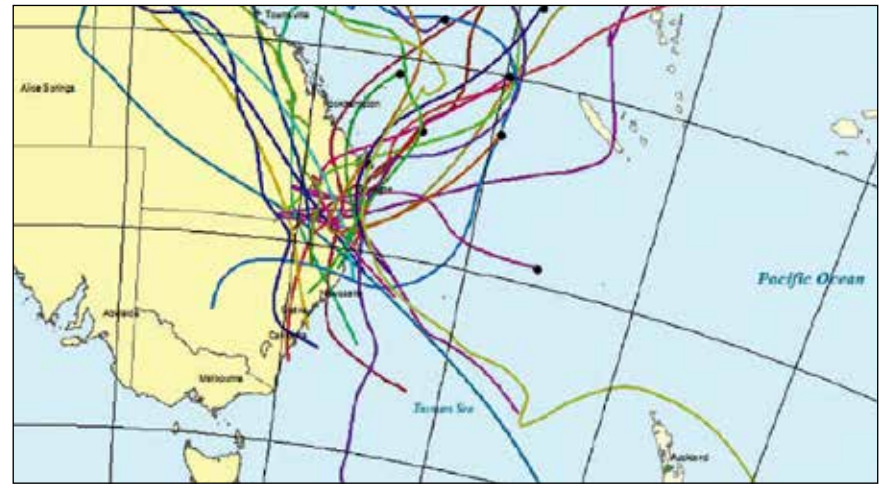 Townsville
Alice Springs
Rockhampton
Brisbane
Pacific Ocean
Newcastle
Adelaide
Sydney
Canberra
Melbourne
Tasman Sea
Auckland